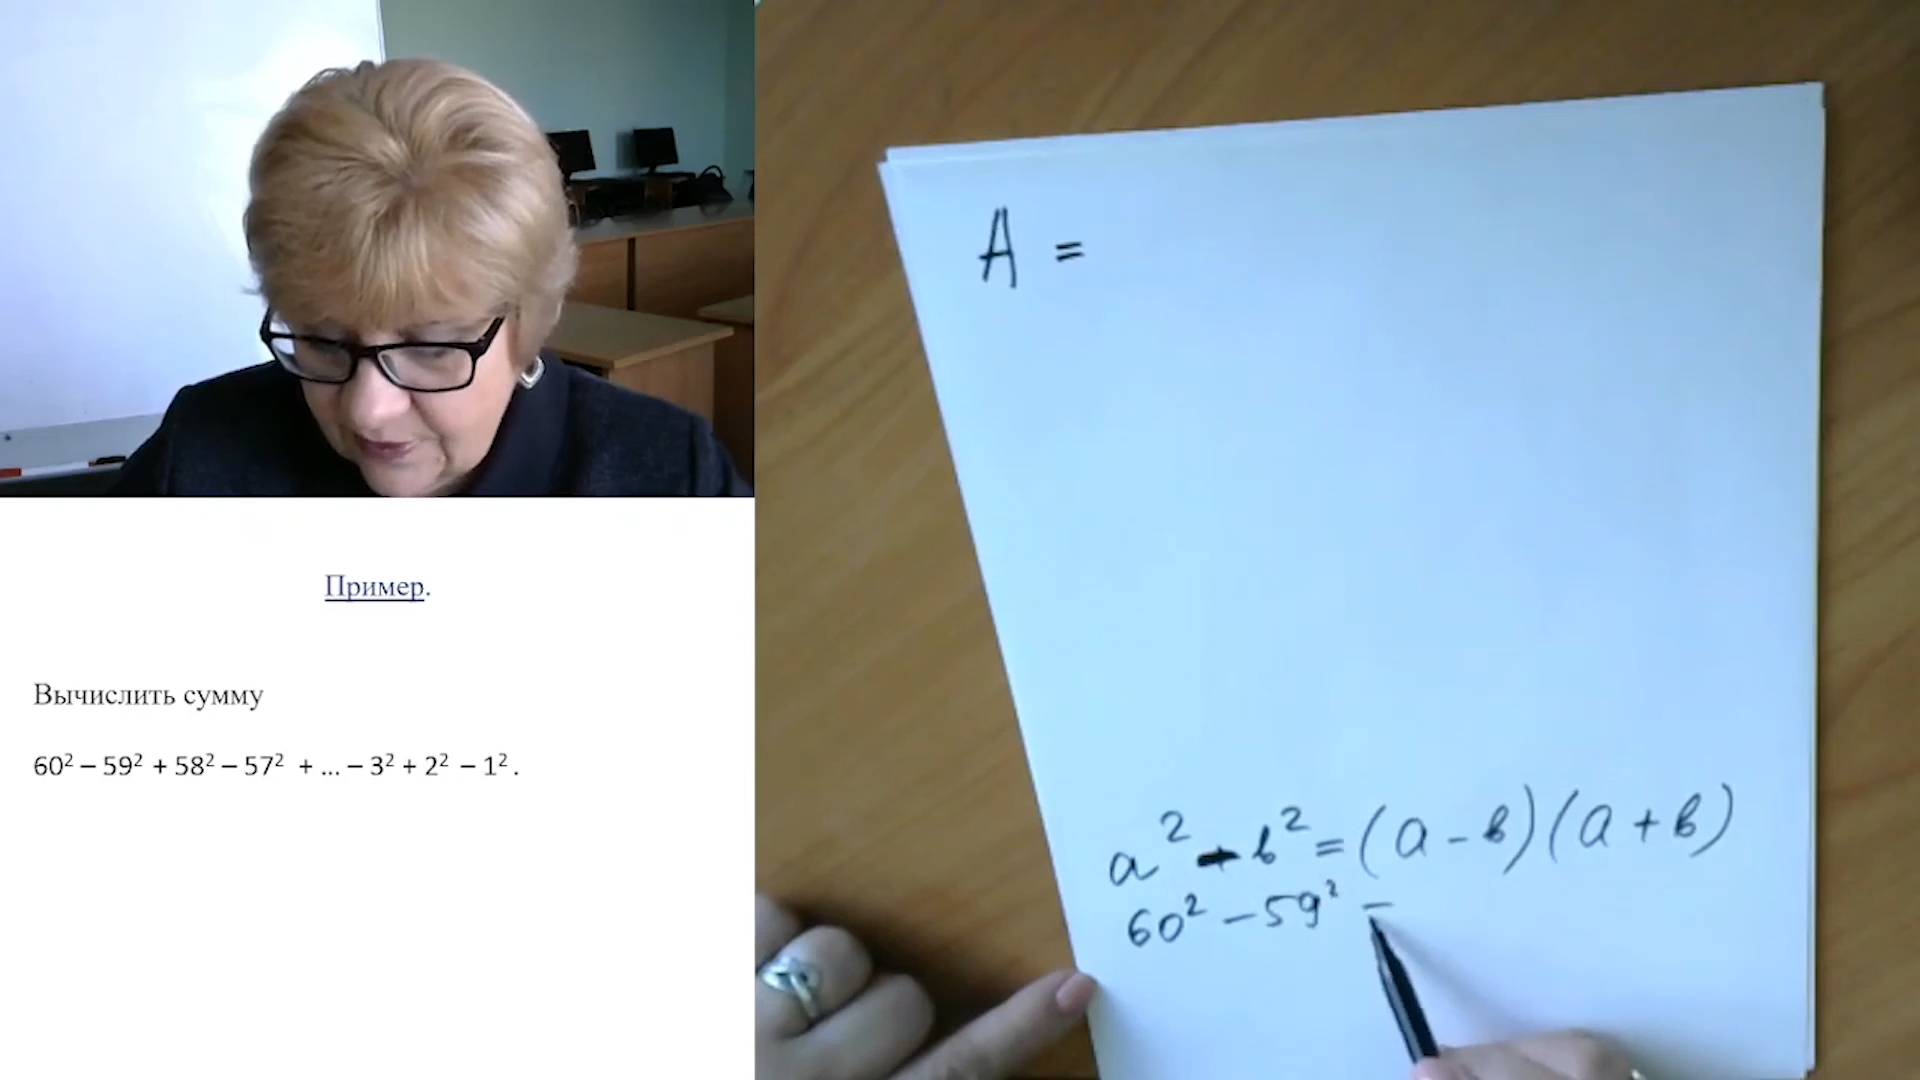 Пример.
Вычислить сумму
60² – 59² + 58² – 57² + ... – 3² + 2² – 1².
A =
a² - b² = (a - b)(a + b)
60² - 59² =